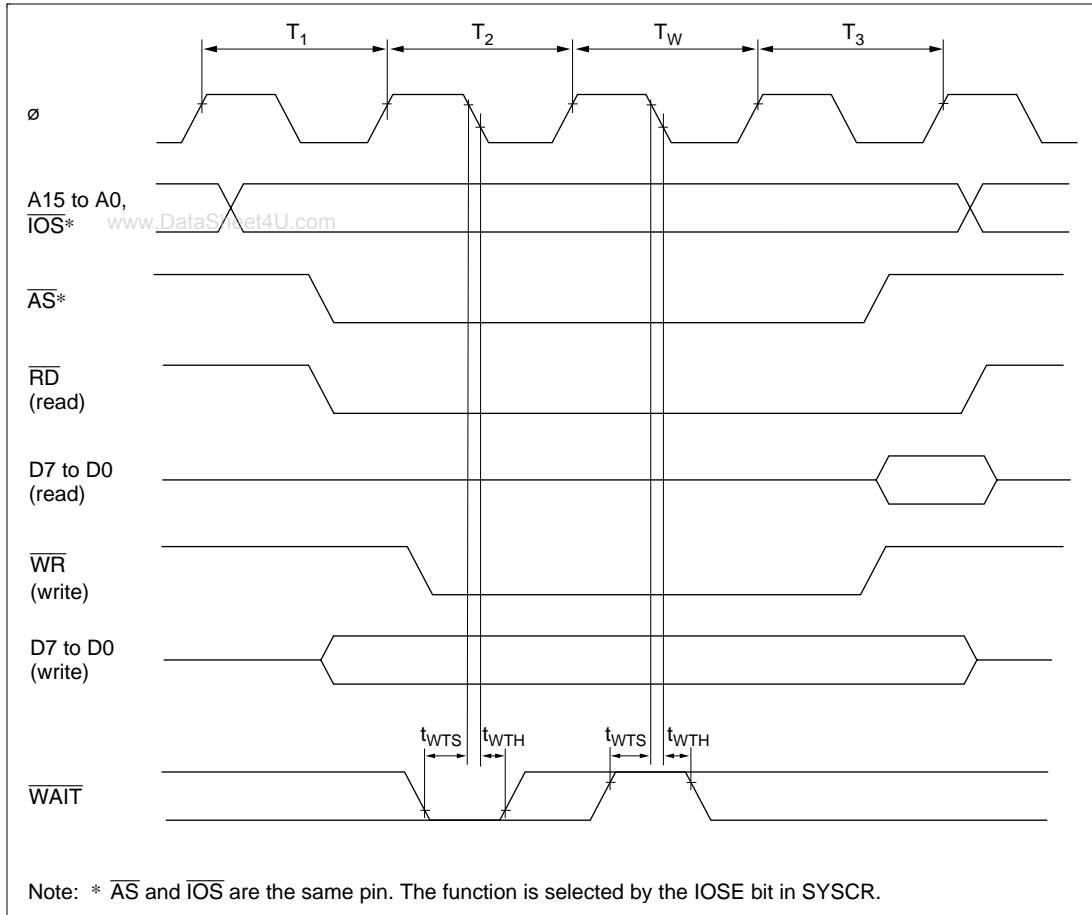 T1 T2 TW T3
ø
A15 to A0,
IOS*
www.DataSheet4U.com
AS*
RD
(read)
D7 to D0
(read)
WR
(write)
D7 to D0
(write)
tWTS tWTH tWTS tWTH
WAIT
Note: * AS and IOS are the same pin. The function is selected by the IOSE bit in SYSCR.